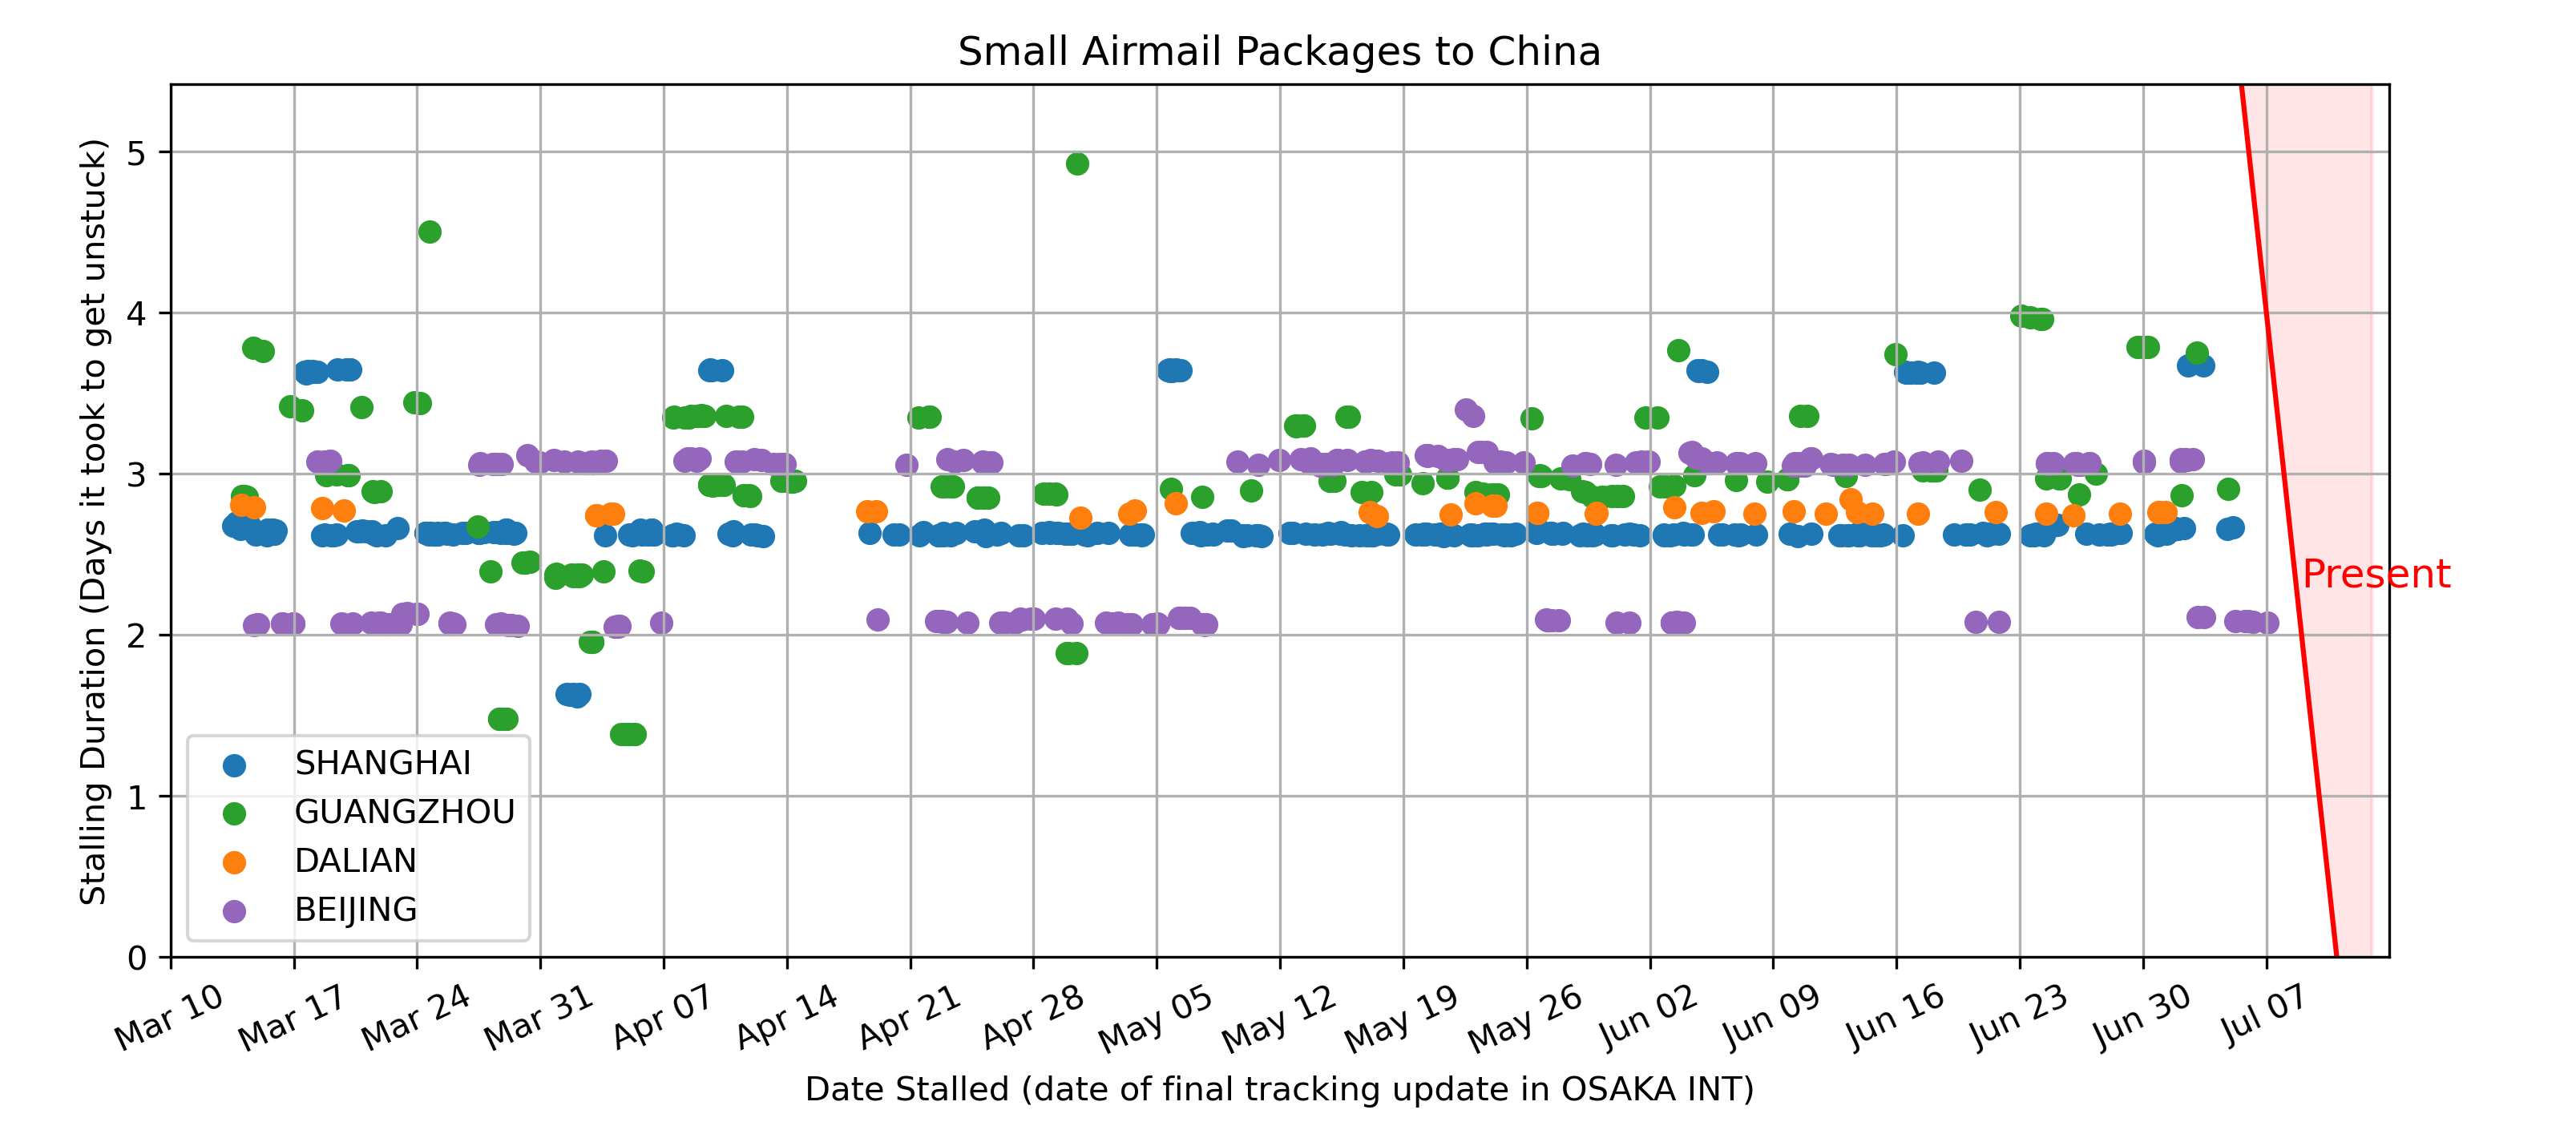 Small Airmail Packages to China
Stalling Duration (Days it took to get unstuck)
5
4
3
2
1
0
Present
SHANGHAI
GUANGZHOU
DALIAN
BEIJING
Mar 10
Mar 17
Mar 24
Mar 31
Apr 07
Apr 14
Apr 21
Apr 28
May 05
May 12
May 19
May 26
Jun 02
Jun 09
Jun 16
Jun 23
Jun 30
Jul 07
Date Stalled (date of final tracking update in OSAKA INT)